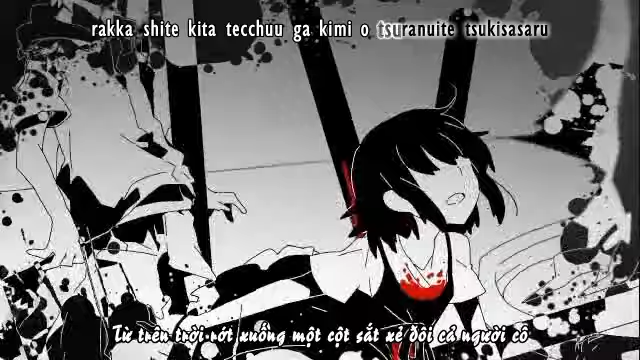 rakka shite kita tecchuu ga kimi o tsuranuite tsukisasaru
Từ trên trời rớt xuống một cột sắt xẻ đôi cả người cô